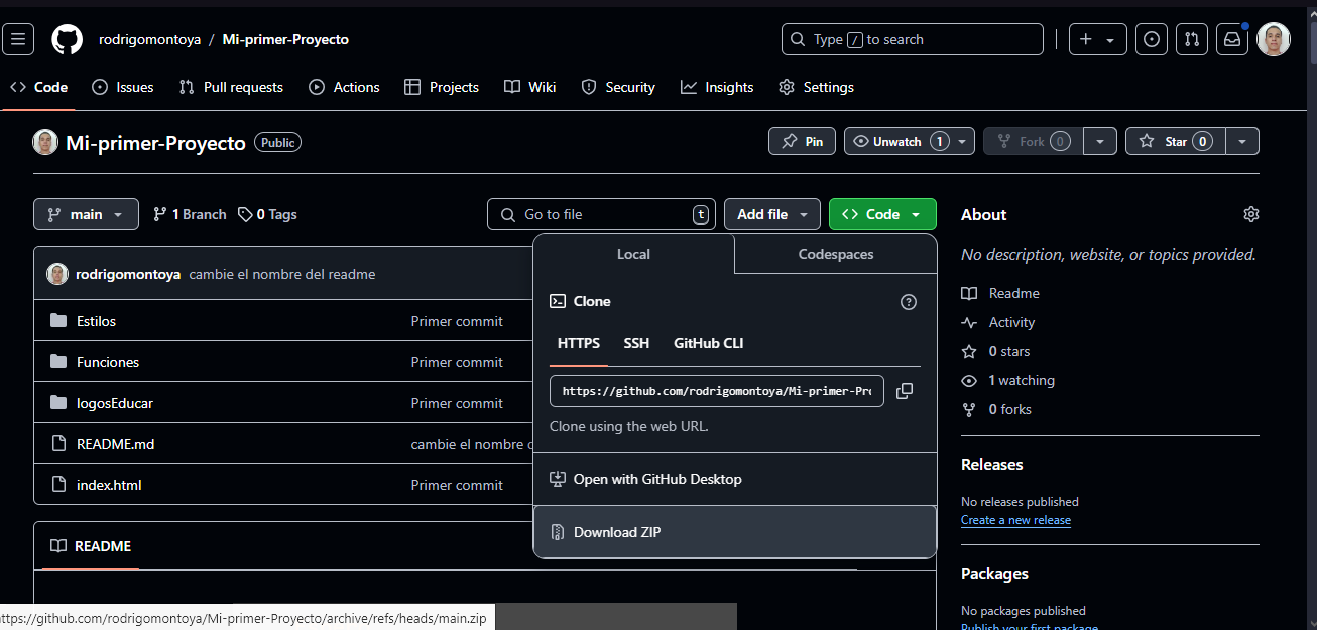 rodrigomontoya / Mi-primer-Proyecto
Type / to search
Code Issues Pull requests Actions Projects Wiki Security Insights Settings
Mi-primer-Proyecto Public
Pin Unwatch 1 Fork 0 Star 0
main 1 Branch 0 Tags
Go to file t Add file Code
rodrigomontoya cambie el nombre del readme
Estilos Primer commit
Funciones Primer commit
logosEducar Primer commit
README.md cambie el nombre
index.html Primer commit
README
Local Codespaces
Clone
HTTPS SSH GitHub CLI
https://github.com/rodrigomontoya/Mi-primer-Pr
Clone using the web URL.
Open with GitHub Desktop
Download ZIP
About
No description, website, or topics provided.
Readme
Activity
0 stars
1 watching
0 forks
Releases
No releases published
Create a new release
Packages
No packages published
Publish your first package
ttps://github.com/rodrigomontoya/Mi-primer-Proyecto/archive/refs/heads/main.zip